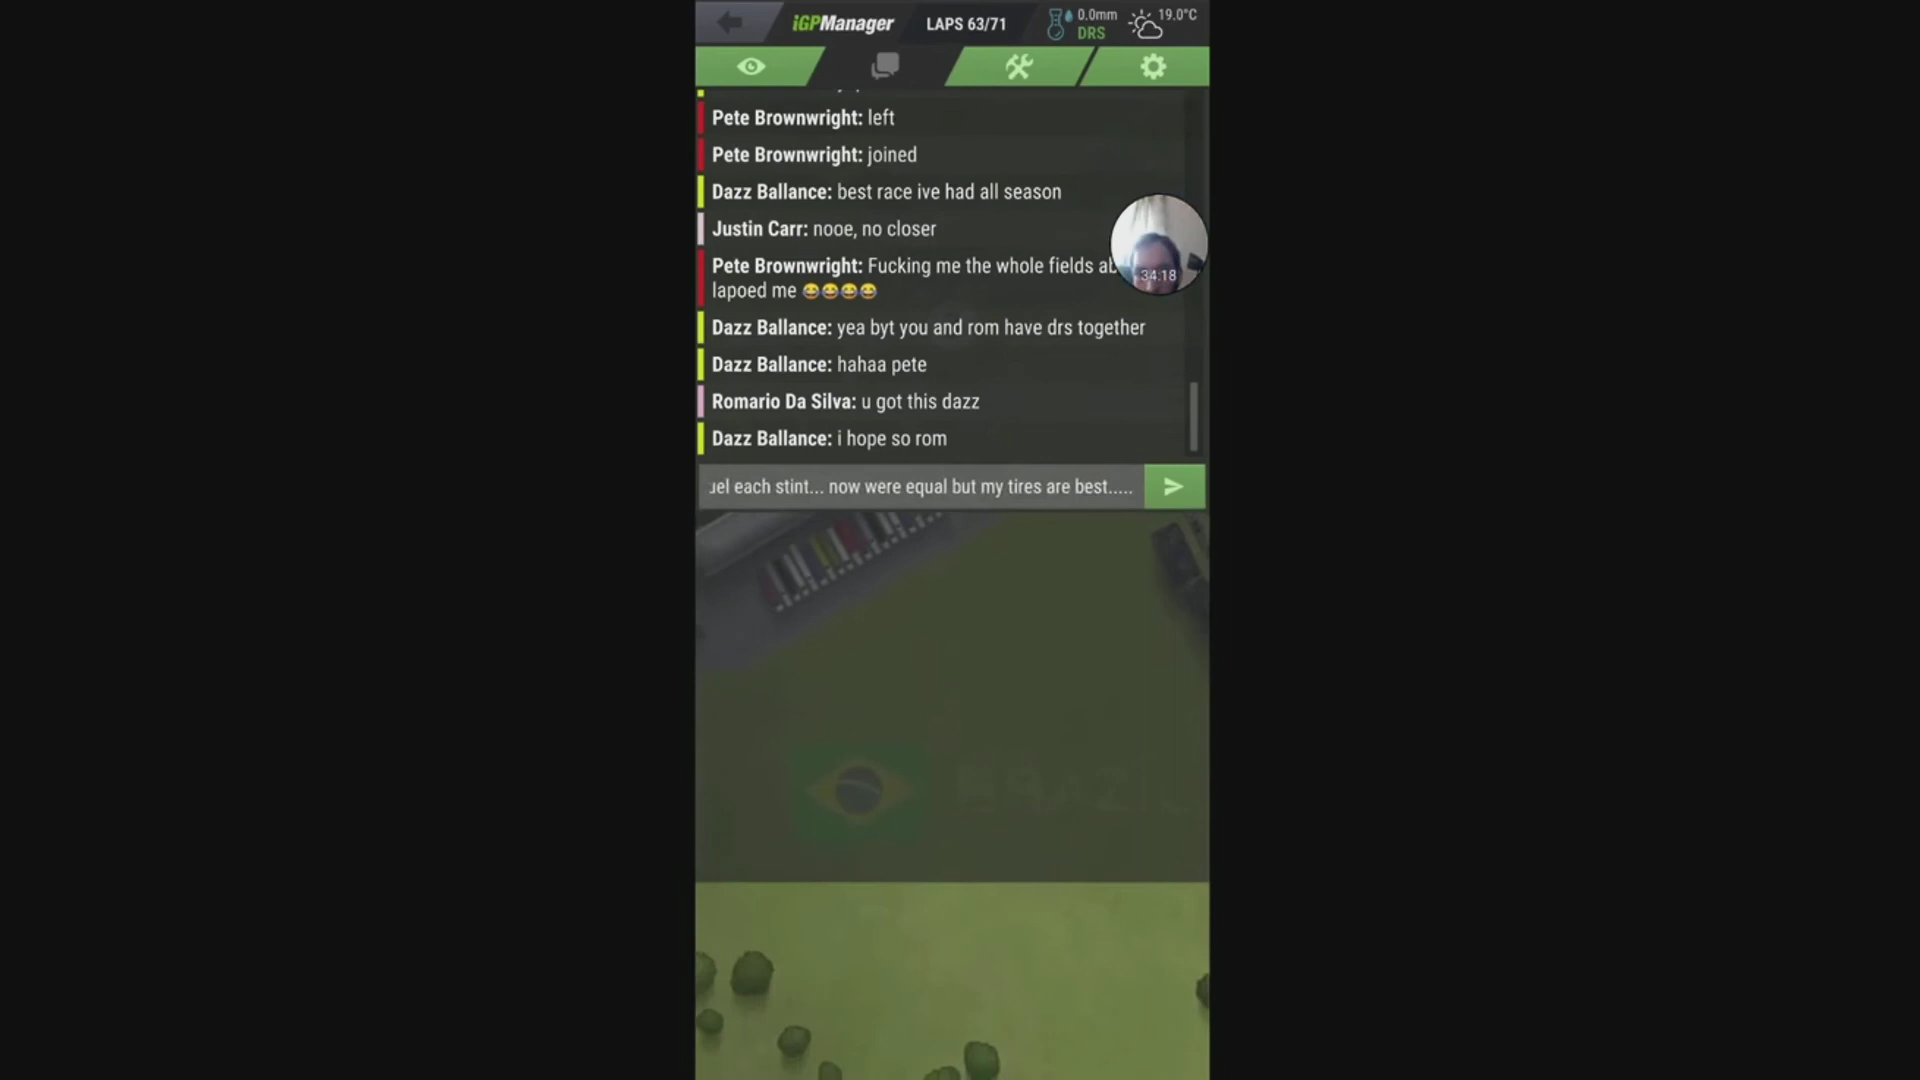 iGPManager
LAPS 63/71
0.0mm
DRS
19.0°C
Pete Brownwright: left
Pete Brownwright: joined
Dazz Ballance: best race ive had all season
Justin Carr: nooe, no closer
Pete Brownwright: Fucking me the whole fields
lapoed me 😂😂😂😂
34:18
Dazz Ballance: yea byt you and rom have drs together
Dazz Ballance: hahaa pete
Romario Da Silva: u got this dazz
Dazz Ballance: i hope so rom
each stint... now were equal but my tires are best.....
BRAZIL